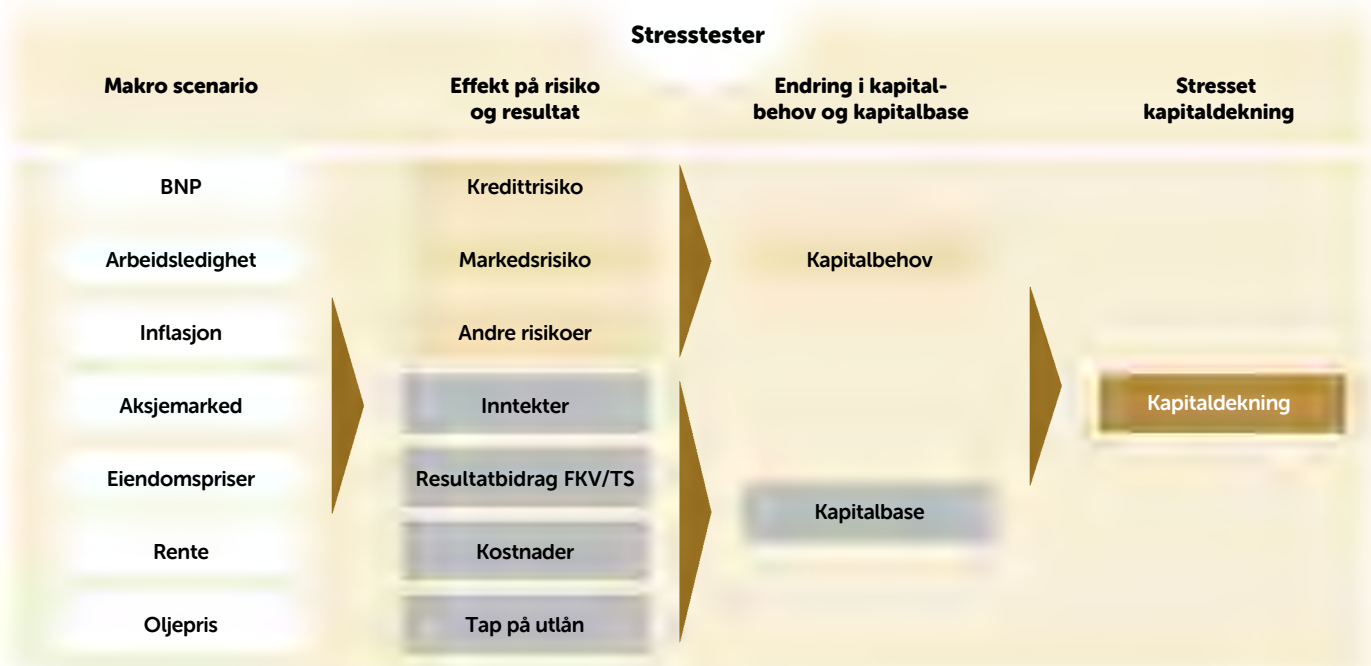 Stresstester
Makro scenario
Effekt på risiko
og resultat
Endring i kapital-
behov og kapitalbase
Stresset
kapitaldekning
BNP
Arbeidsledighet
Inflasjon
Aksjemarked
Eiendomspriser
Rente
Oljepris
Kredittrisiko
Markedsrisiko
Andre risikoer
Inntekter
Resultatbidrag FKV/TS
Kostnader
Tap på utlån
Kapitalbehov
Kapitalbase
Kapitaldekning